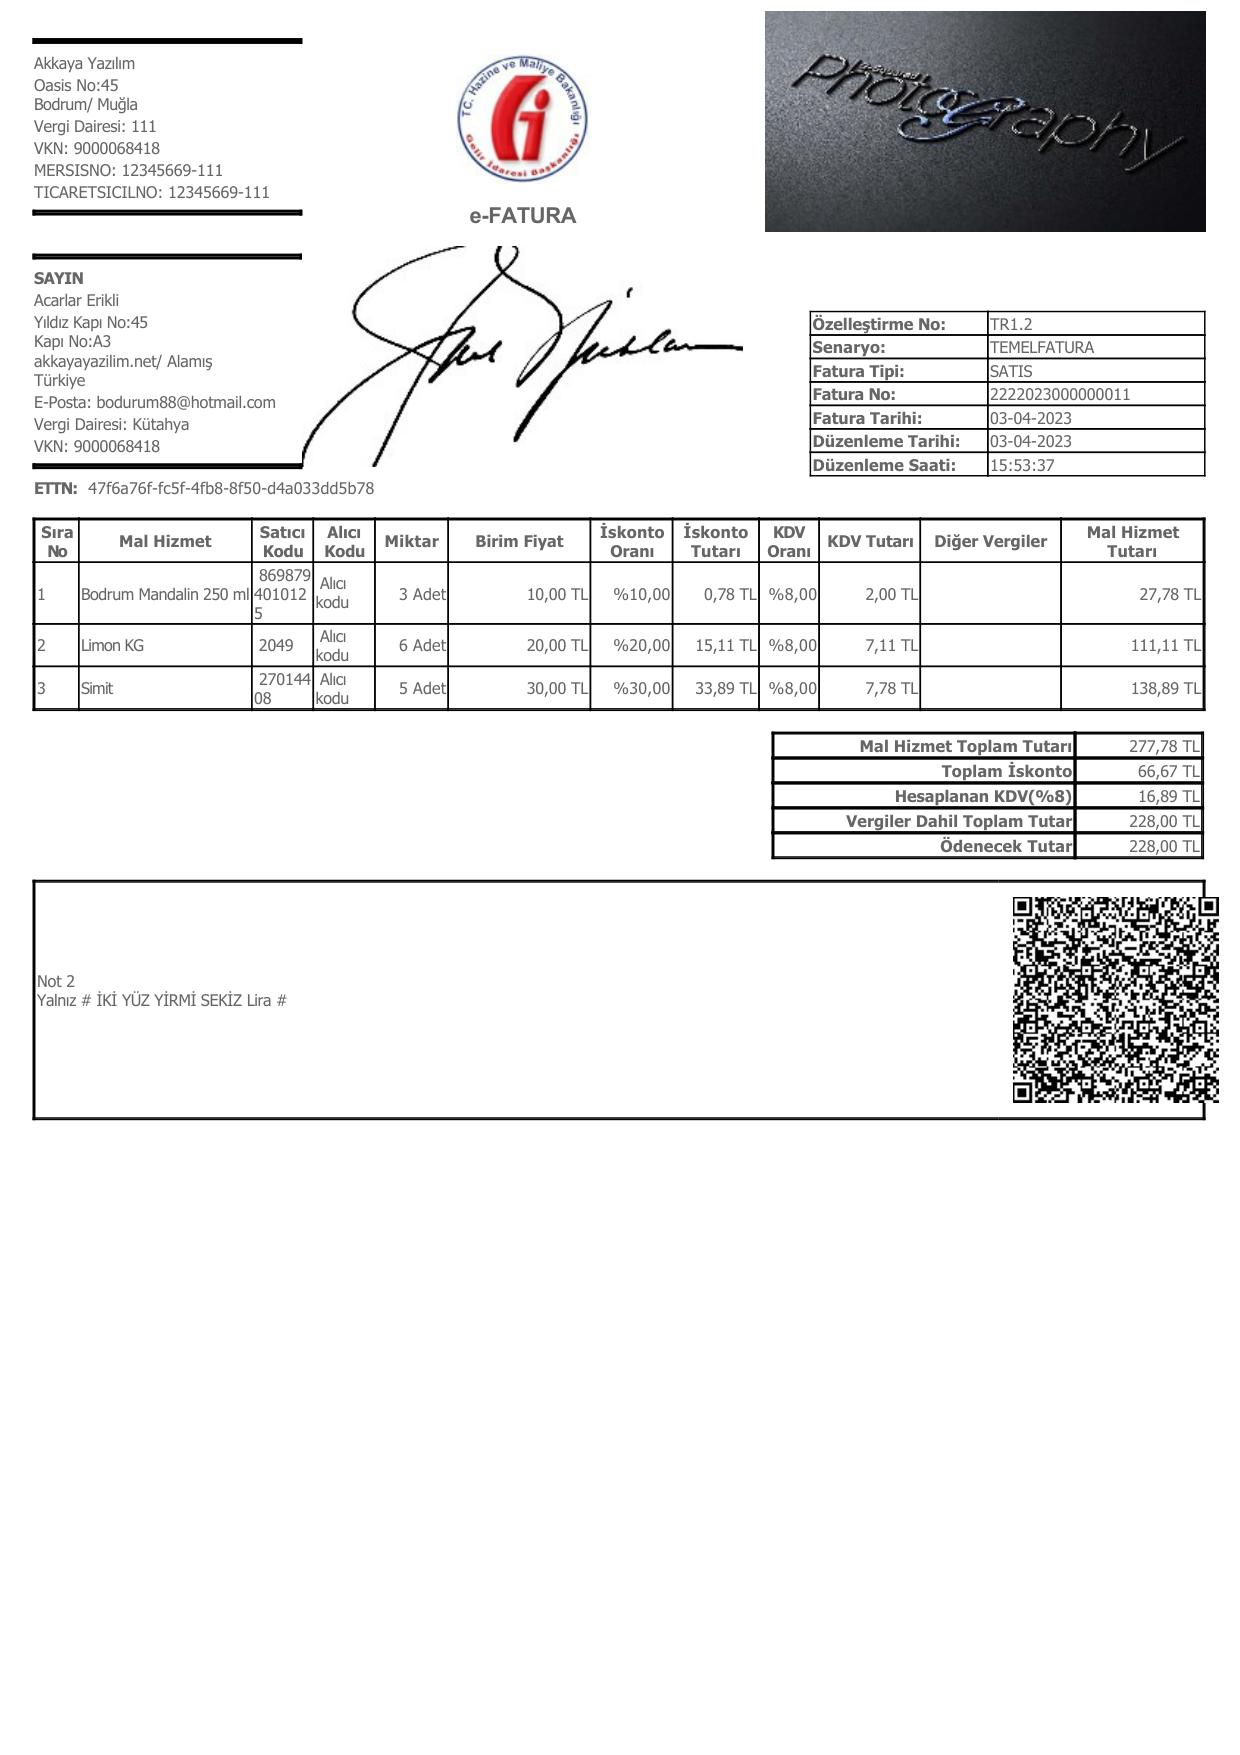 Akkaya Yazılım
Oasis No:45
Bodrum/ Muğla
Vergi Dairesi: 111
VKN: 9000068418
MERSISNO: 12345669-111
TICARETSICILNO: 12345669-111
T.C. Hazine ve Maliye Bakanlığı
Gelir İdaresi Başkanlığı
e-FATURA
Photography
SAYIN
Acarlar Erikli
Yıldız Kapı No:45
Kapı No:A3
akkayayazilim.net/ Alamış
Türkiye
E-Posta: bodurum88@hotmail.com
Vergi Dairesi: Kütahya
VKN: 9000068418
Özelleştirme No: TR1.2
Senaryo: TEMELFATURA
Fatura Tipi: SATIS
Fatura No: 2222023000000011
Fatura Tarihi: 03-04-2023
Düzenleme Tarihi: 03-04-2023
Düzenleme Saati: 15:53:37
ETTN: 47f6a76f-fc5f-4fb8-8f50-d4a033dd5b78
Sıra No Mal Hizmet Satıcı Kodu Alıcı Kodu Miktar Birim Fiyat İskonto Oranı İskonto Tutarı KDV Oranı KDV Tutarı Diğer Vergiler Mal Hizmet Tutarı
1 Bodrum Mandalin 250 ml 8698794010125 Alıcı kodu 3 Adet 10,00 TL %10,00 0,78 TL %8,00 2,00 TL 27,78 TL
2 Limon KG 2049 Alıcı kodu 6 Adet 20,00 TL %20,00 15,11 TL %8,00 7,11 TL 111,11 TL
3 Simit 27014408 Alıcı kodu 5 Adet 30,00 TL %30,00 33,89 TL %8,00 7,78 TL 138,89 TL
Mal Hizmet Toplam Tutarı 277,78 TL
Toplam İskonto 66,67 TL
Hesaplanan KDV(%8) 16,89 TL
Vergiler Dahil Toplam Tutar 228,00 TL
Ödenecek Tutar 228,00 TL
Not 2
Yalnız # İKİ YÜZ YİRMİ SEKİZ Lira #